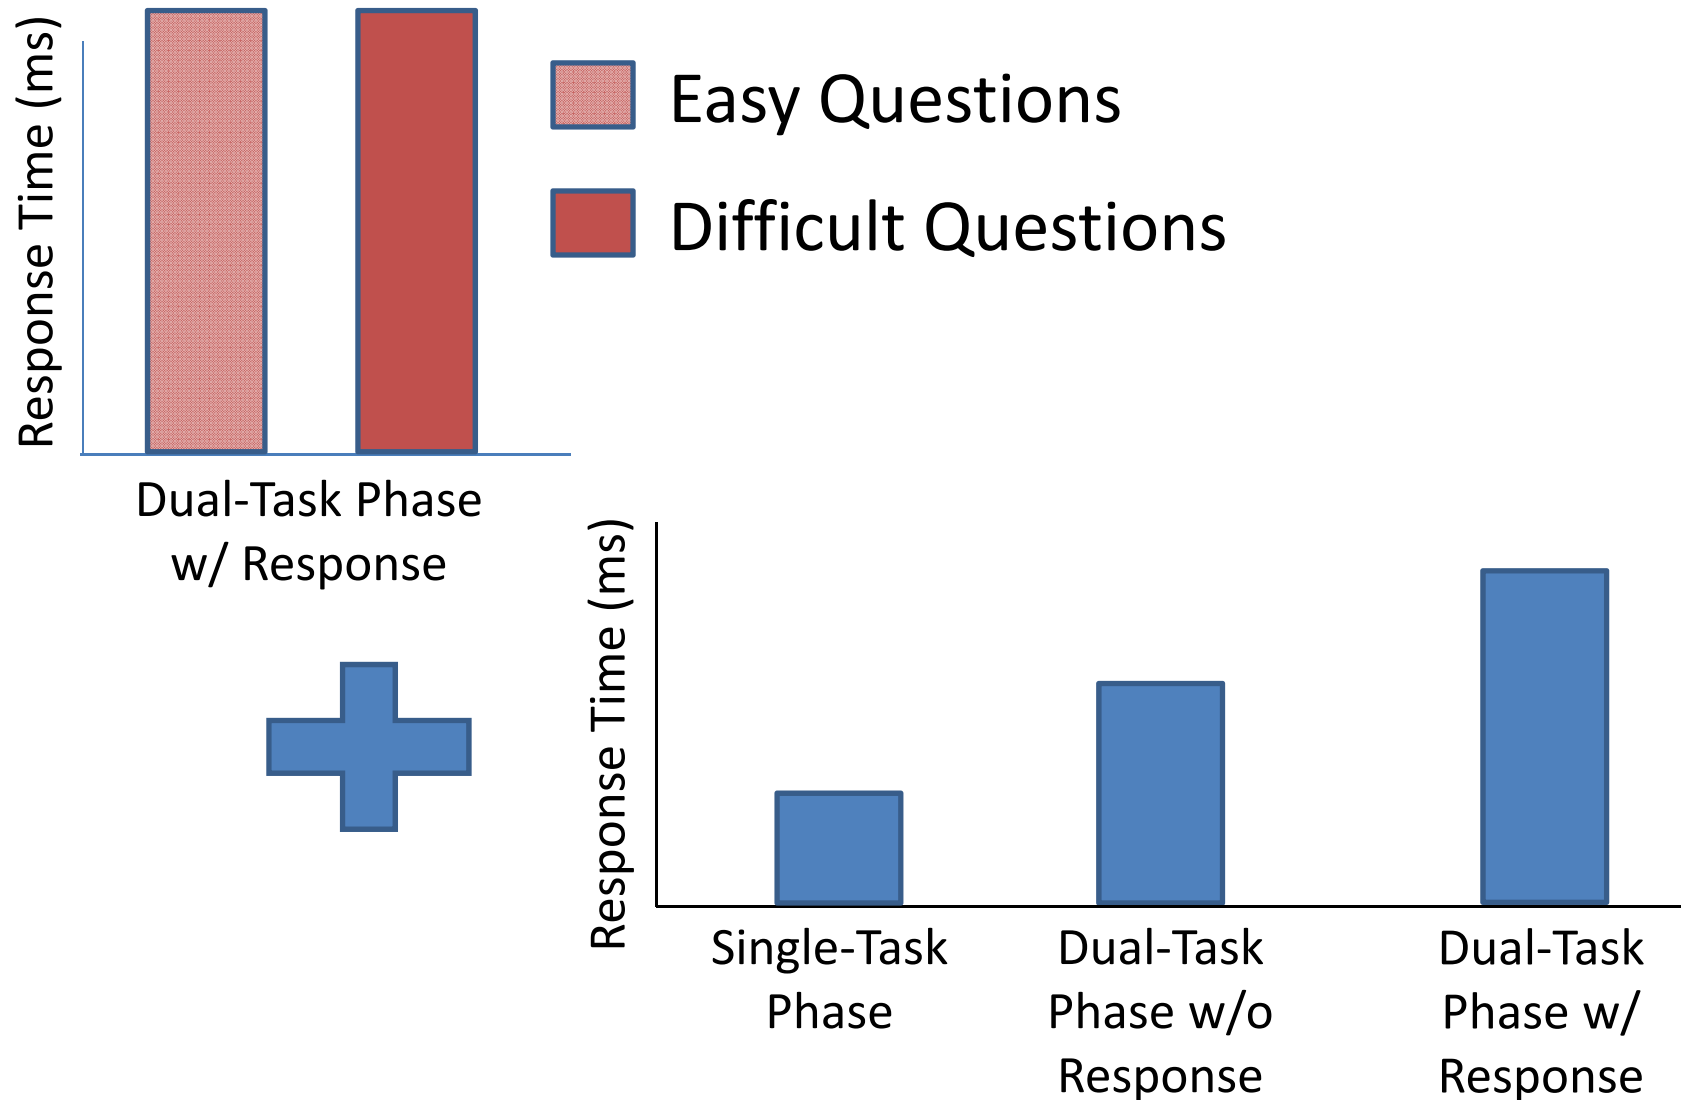 Response Time (ms)
Easy Questions
Difficult Questions
Dual-Task Phase
w/ Response
Response Time (ms)
Single-Task
Phase
Dual-Task
Phase w/o
Response
Dual-Task
Phase w/
Response